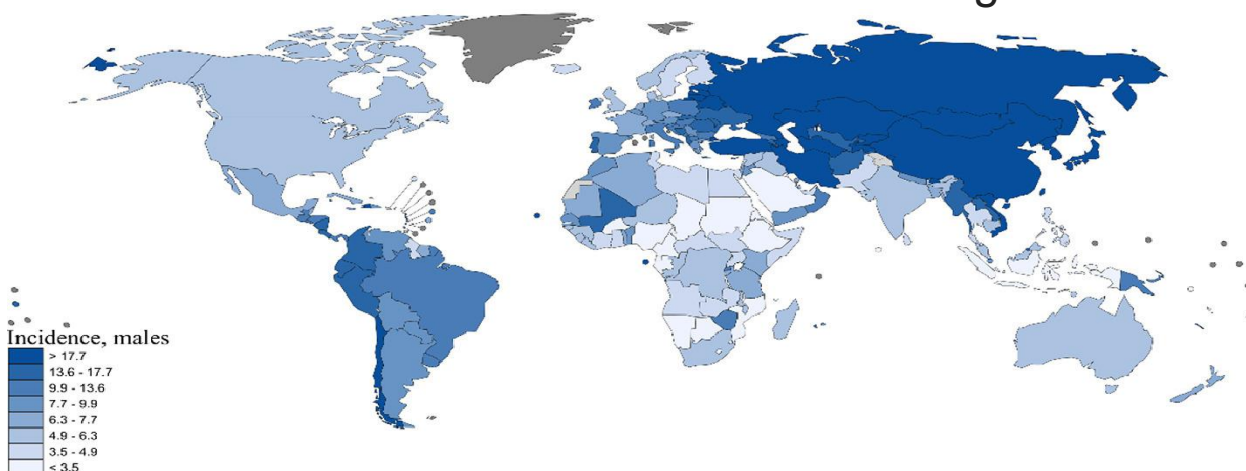 Incidence, males
> 17.7
13.6 - 17.7
9.9 - 13.6
7.7 - 9.9
6.3 - 7.7
4.9 - 6.3
3.5 - 4.9
< 3.5